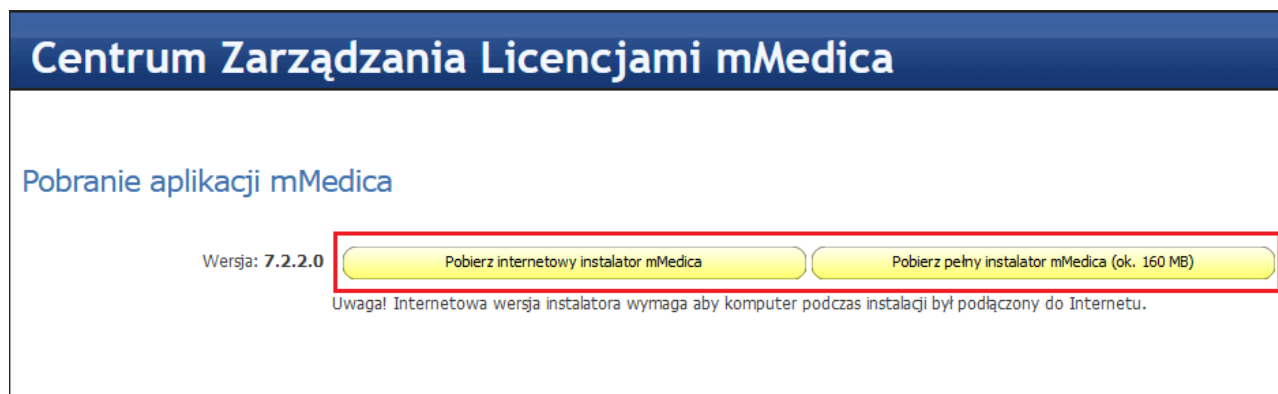 Centrum Zarządzania Licencjami mMedica
Pobranie aplikacji mMedica
Wersja: 7.2.2.0 Pobierz internetowy instalator mMedica Pobierz pełny instalator mMedica (ok. 160 MB)
Uwaga! Internetowa wersja instalatora wymaga aby komputer podczas instalacji był podłączony do Internetu.